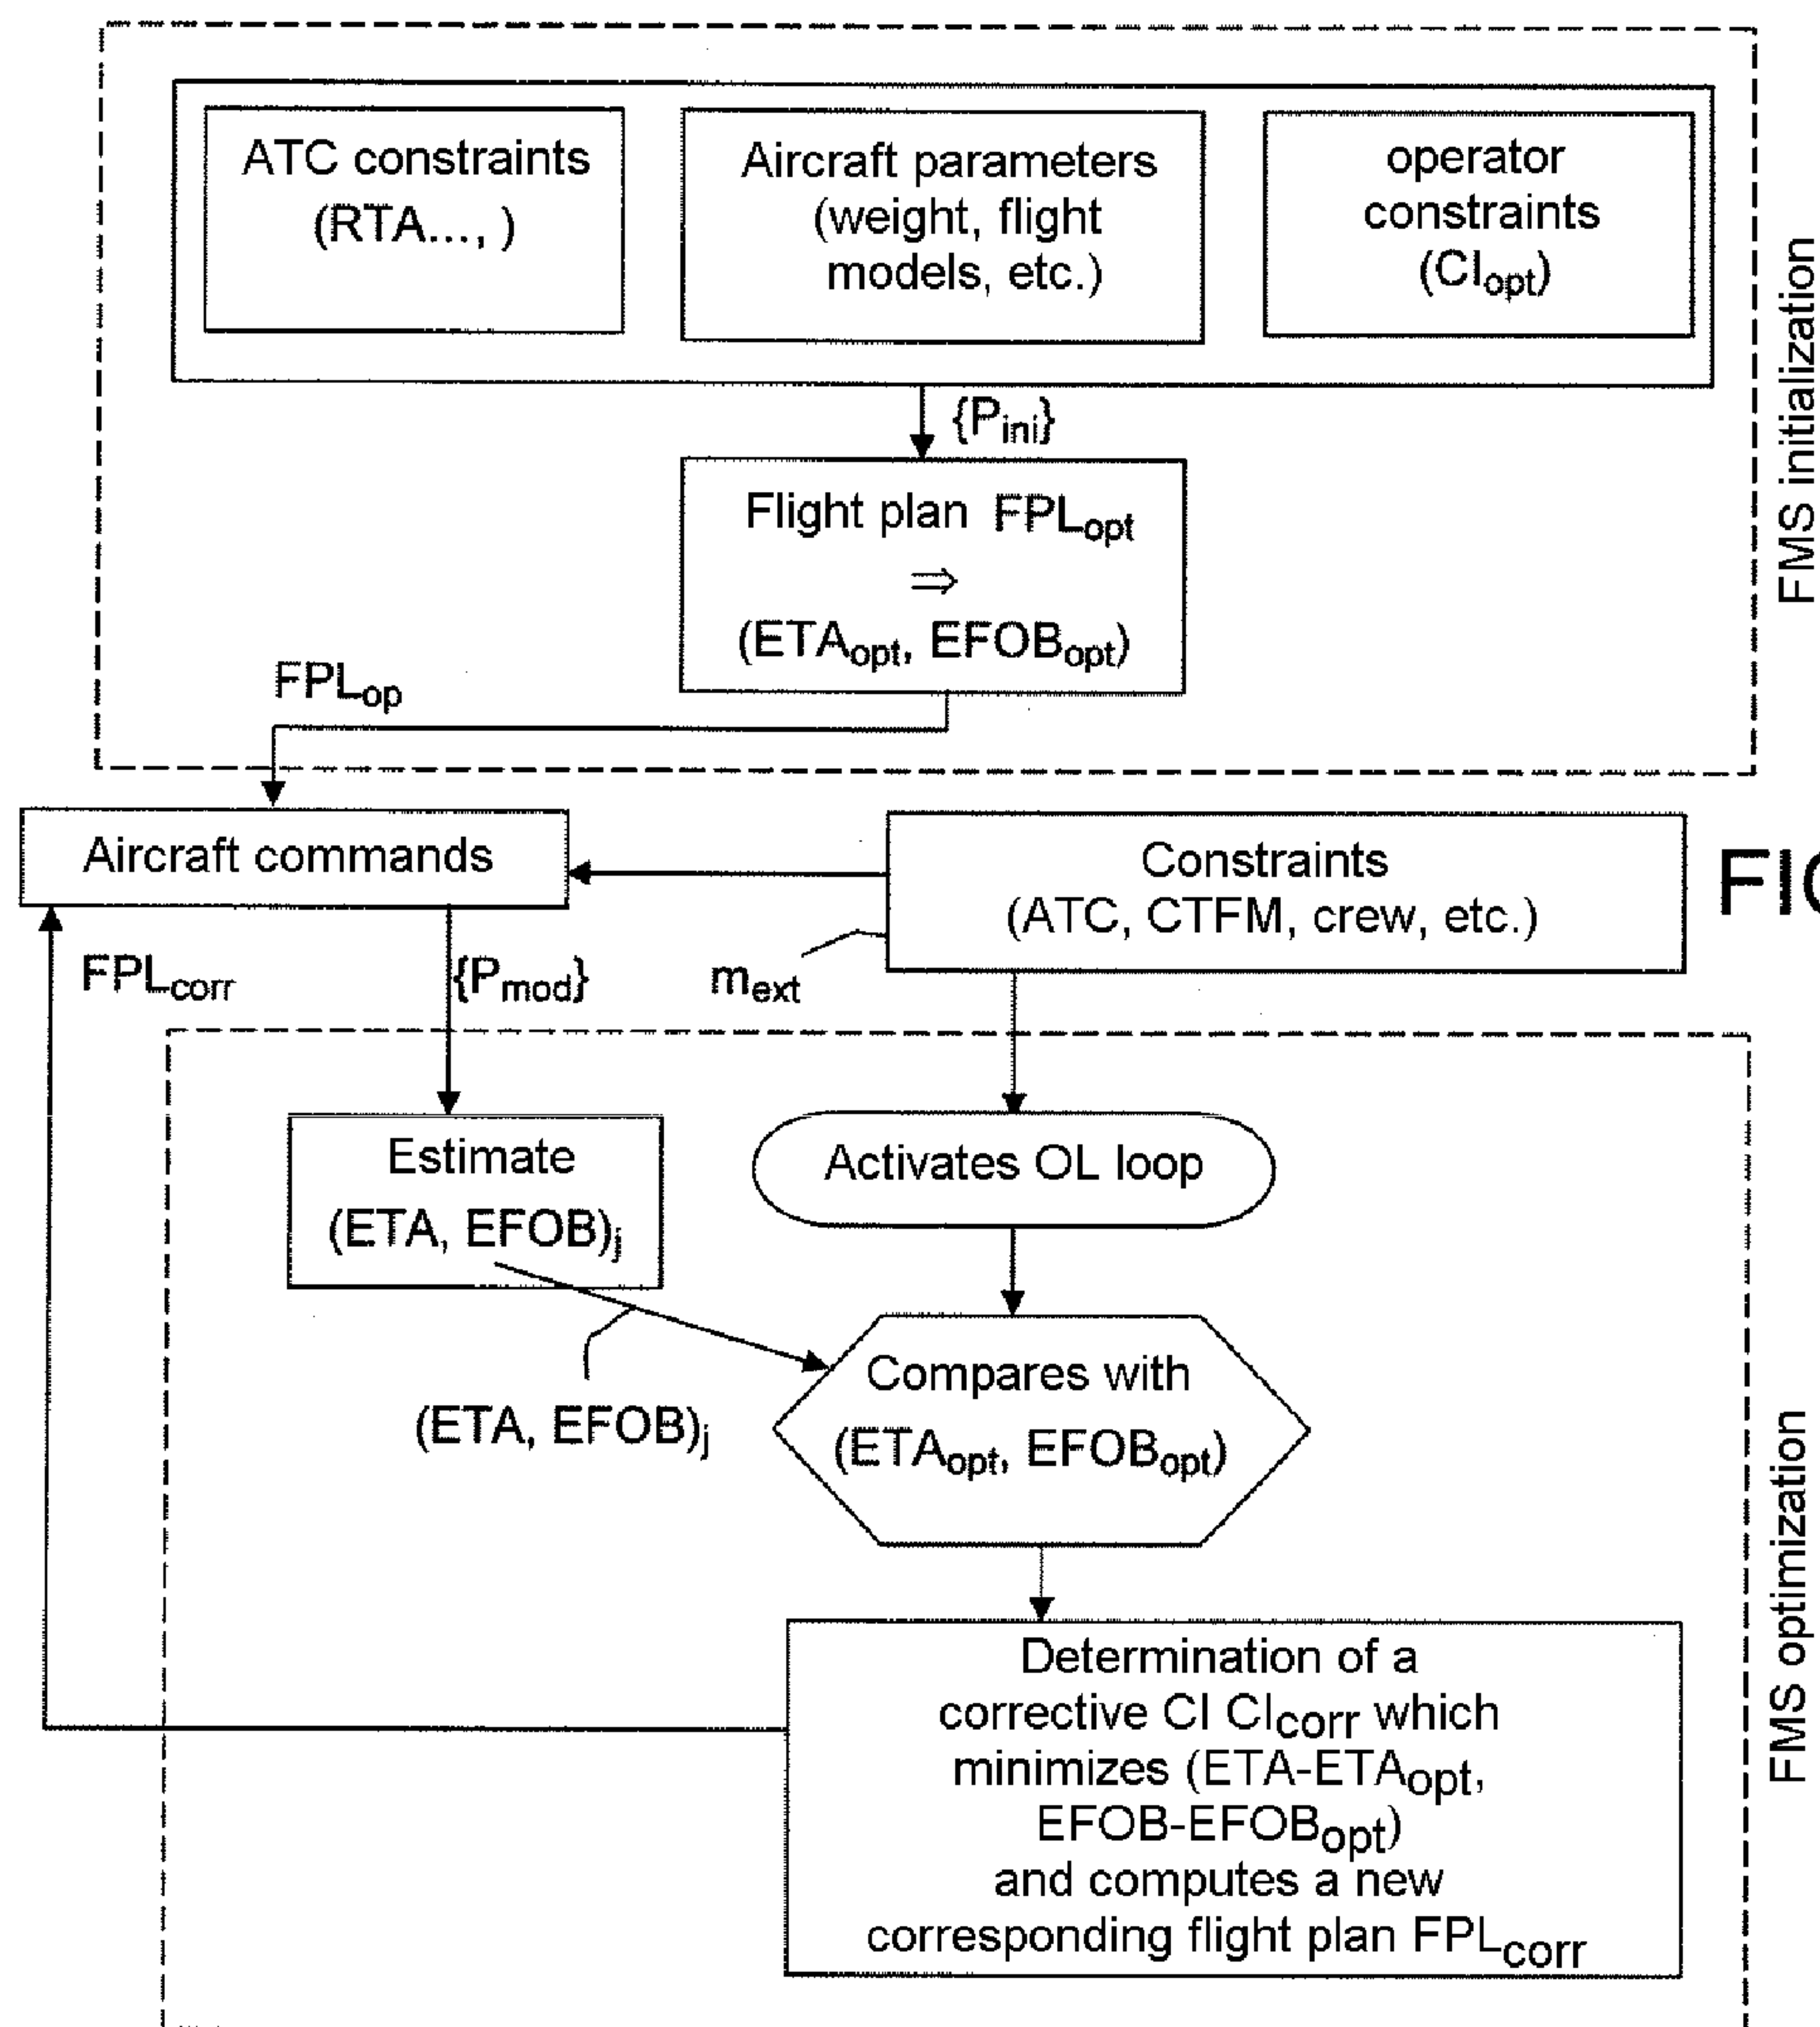 ATC constraints
(RTA..., )
Aircraft parameters
(weight, flight
models, etc.)
operator
constraints
(CIopt)
{Pini}
Flight plan FPLopt
⇒
(ETAopt, EFOBopt)
FPLop
FMS initialization
Aircraft commands
Constraints
(ATC, CTFM, crew, etc.)
FIG
FPLcorr
{Pmod}
mext
Estimate
(ETA, EFOB)j
Activates OL loop
(ETA, EFOB)j
Compares with
(ETAopt, EFOBopt)
Determination of a
corrective CI CIcorr which
minimizes (ETA-ETAopt,
EFOB-EFOBopt)
and computes a new
corresponding flight plan FPLcorr
FMS optimization